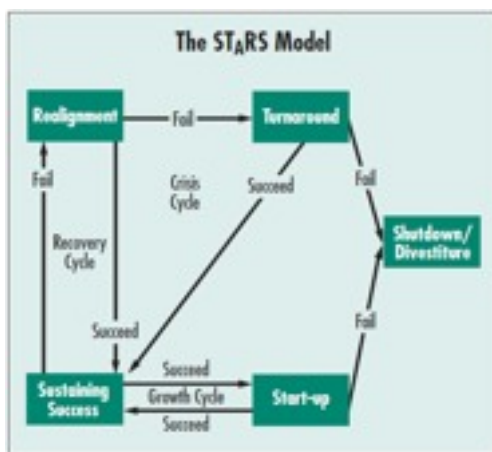 The STARS Model
Realignment
Fail
Turnaround
Fail
Crisis
Cycle
Succeed
Fail
Recovery
Cycle
Shutdown/
Divestiture
Succeed
Fail
Sustaining
Success
Succeed
Growth Cycle
Succeed
Start-up